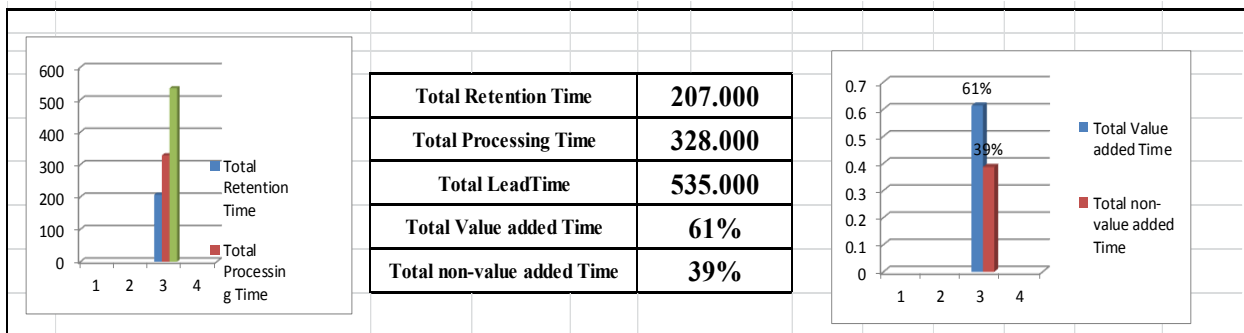 600
500
400
300
200
100
0
1 2 3 4
Total
Retention
Time
Total
Processin
g Time
Total Retention Time 207.000
Total Processing Time 328.000
Total LeadTime 535.000
Total Value added Time 61%
Total non-value added Time 39%
0.7
0.6
0.5
0.4
0.3
0.2
0.1
0
61%
39%
1 2 3 4
Total Value
added Time
Total non-
value added
Time